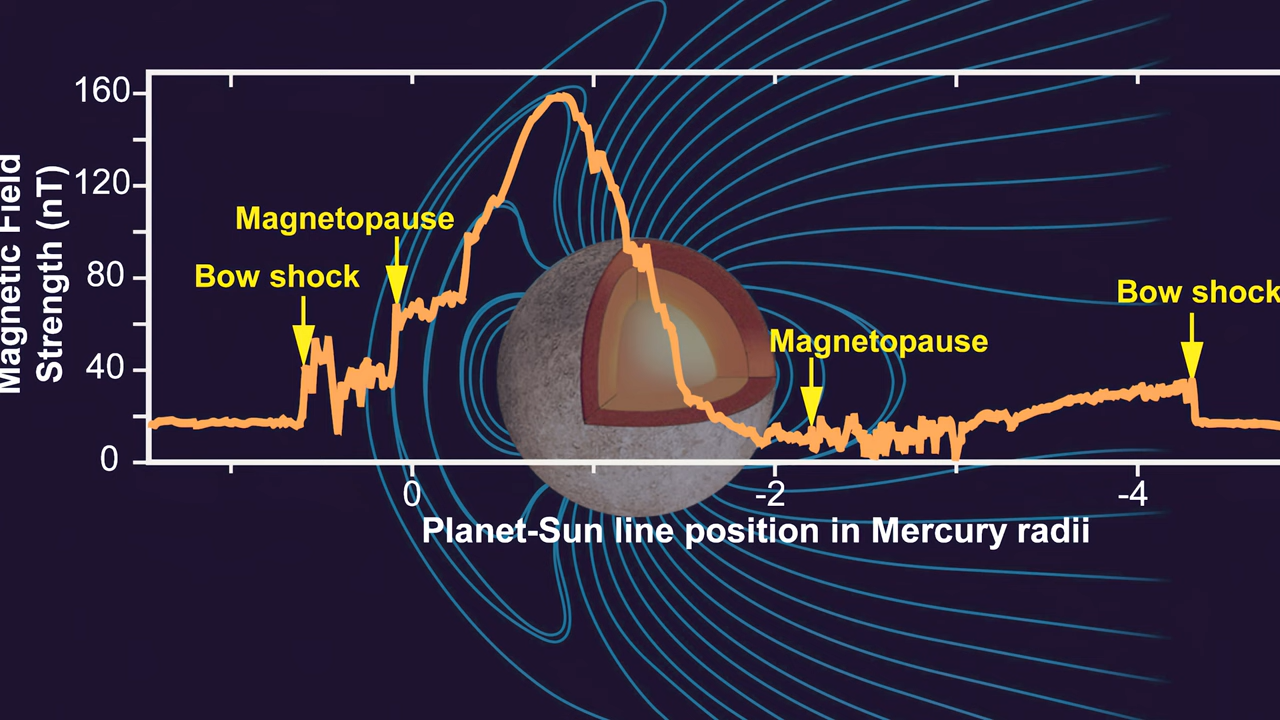 160
120
80
40
0
Magnetic Field
Strength (nT)
Magnetopause
Bow shock
Magnetopause
Bow shock
0
-2
-4
Planet-Sun line position in Mercury radii